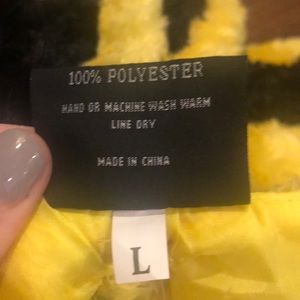 100% POLYESTER
HAND OR MACHINE WASH WARM
LINE DRY
MADE IN CHINA
L